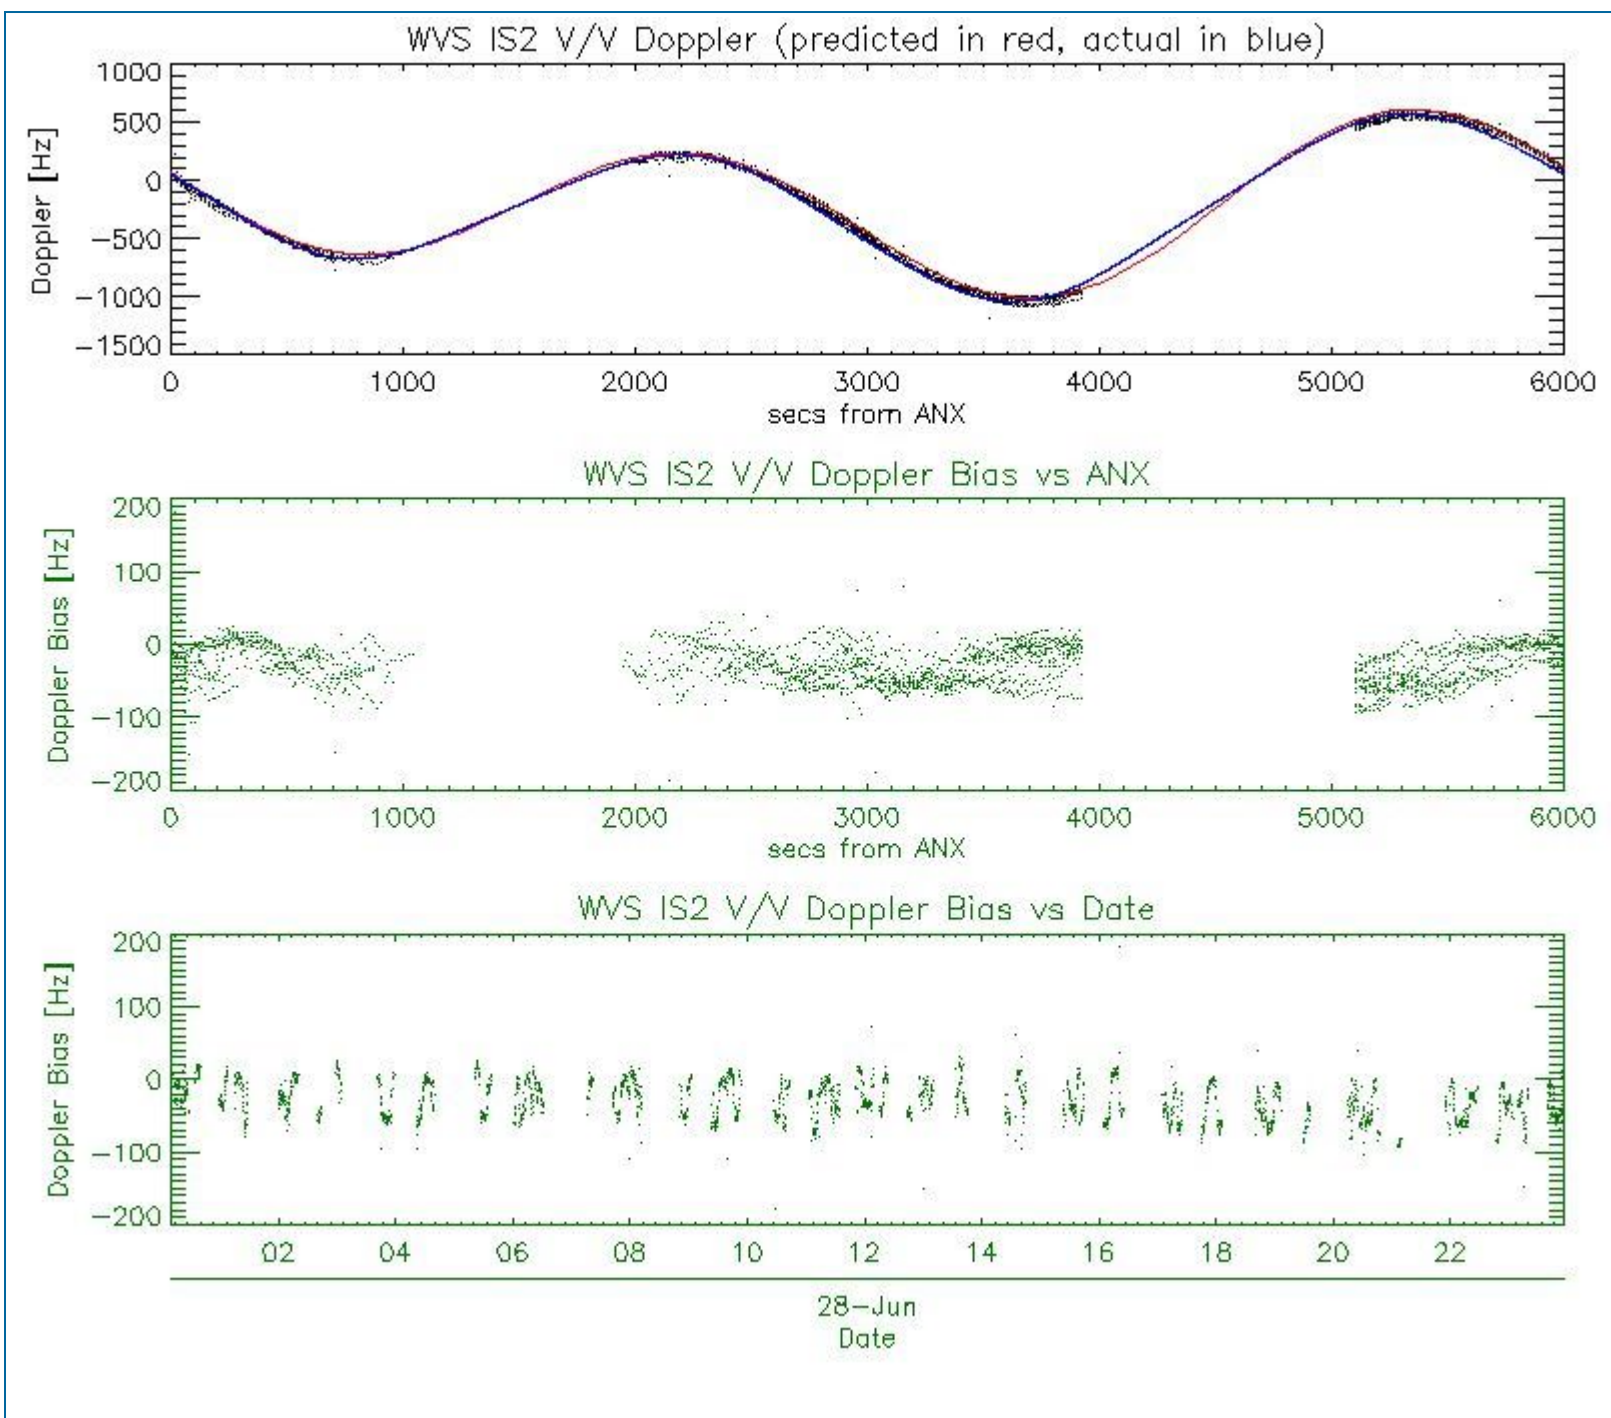 WVS IS2 V/V Doppler (predicted in red, actual in blue)
1000
500
0
-500
-1000
-1500
Doppler [Hz]
0 1000 2000 3000 4000 5000 6000
secs from ANX
WVS IS2 V/V Doppler Bias vs ANX
200
100
0
-100
-200
Doppler Bias [Hz]
0 1000 2000 3000 4000 5000 6000
secs from ANX
WVS IS2 V/V Doppler Bias vs Date
200
100
0
-100
-200
Doppler Bias [Hz]
02 04 06 08 10 12 14 16 18 20 22
28-Jun
Date